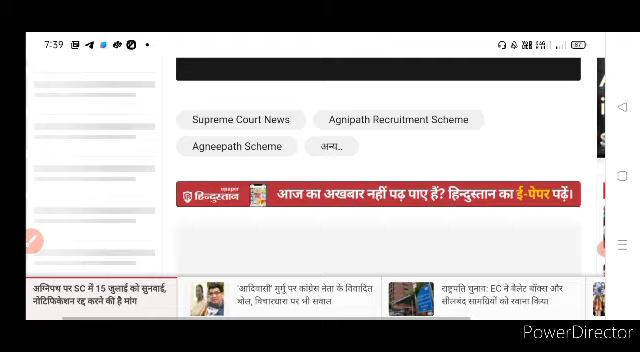 7:39
87
Supreme Court News
Agnipath Recruitment Scheme
Agneepath Scheme
अन्य..
epaper
हिन्दुस्तान
आज का अखबार नहीं पढ़ पाए हैं? हिन्दुस्तान का ई-पेपर पढ़ें।
अग्निपथ पर SC में 15 जुलाई को सुनवाई,
नोटिफिकेशन रद्द करने की है मांग
'आदिवासी' मुर्मू पर कांग्रेस नेता के विवादित
बोल, विचारधारा पर भी सवाल
राष्ट्रपति चुनाव: EC ने बैलेट बॉक्स और
सीलबंद सामग्रियों को रवाना किया
PowerDirector